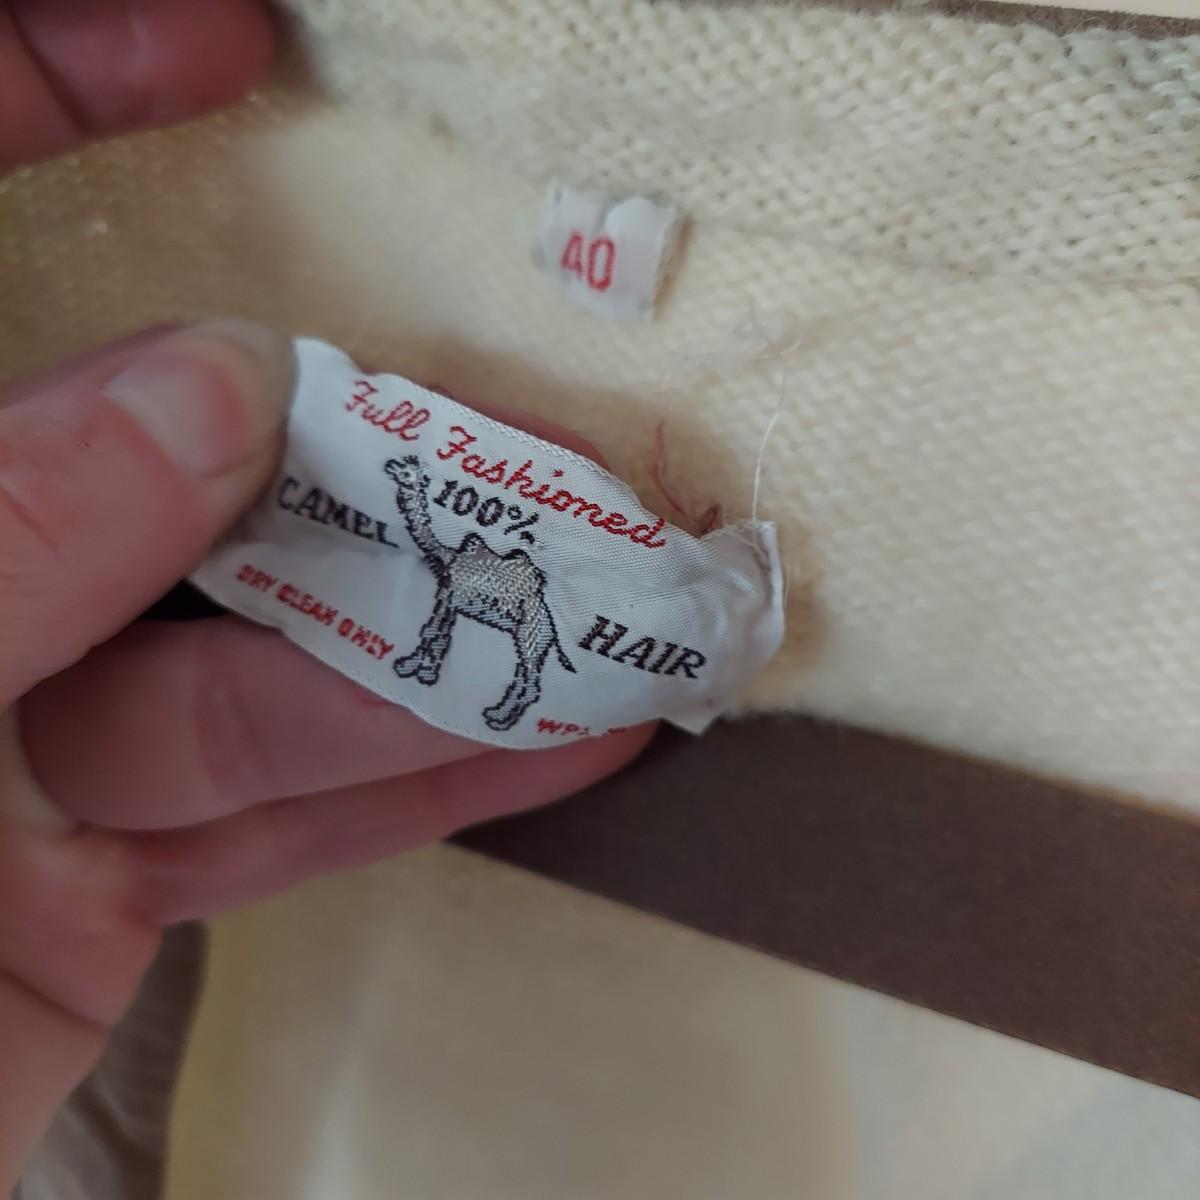 40
Full Fashioned
100%
CAMEL HAIR
DRY CLEAN ONLY